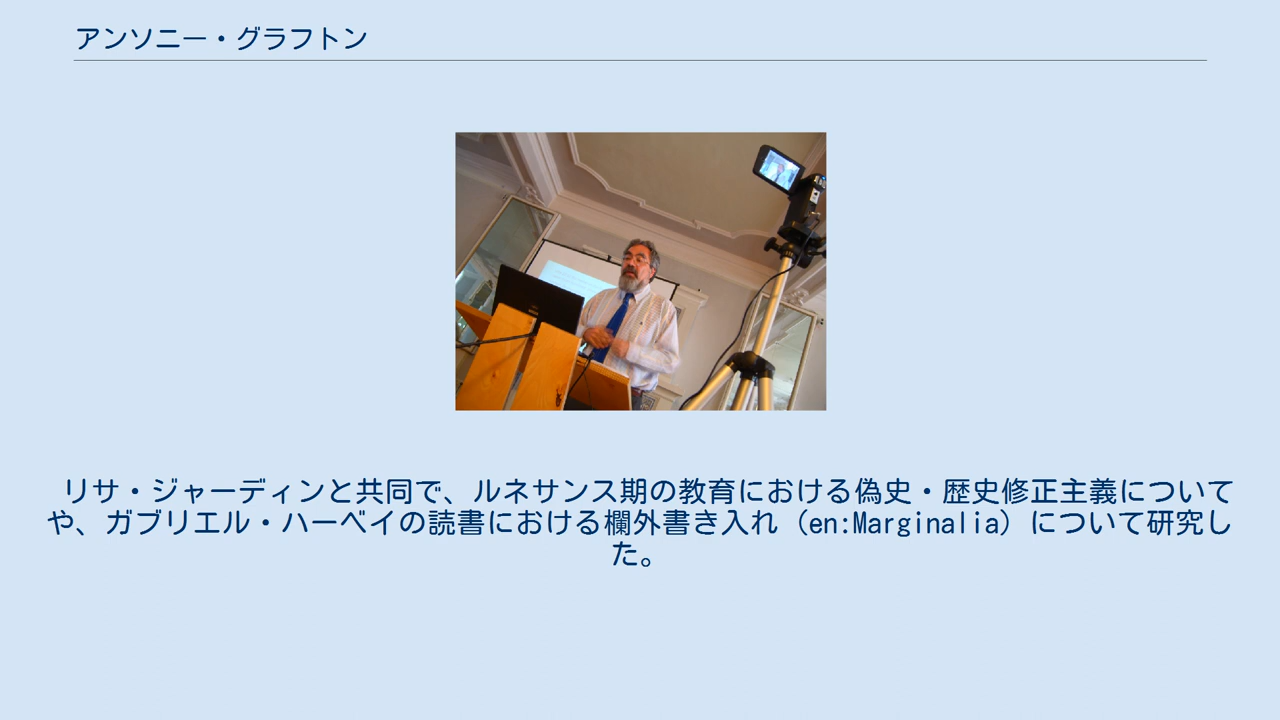 アンソニー・グラフトン
リサ・ジャーディンと共同で、ルネサンス期の教育における偽史・歴史修正主義について
や、ガブリエル・ハーベイの読書における欄外書き入れ（en:Marginalia）について研究し
た。